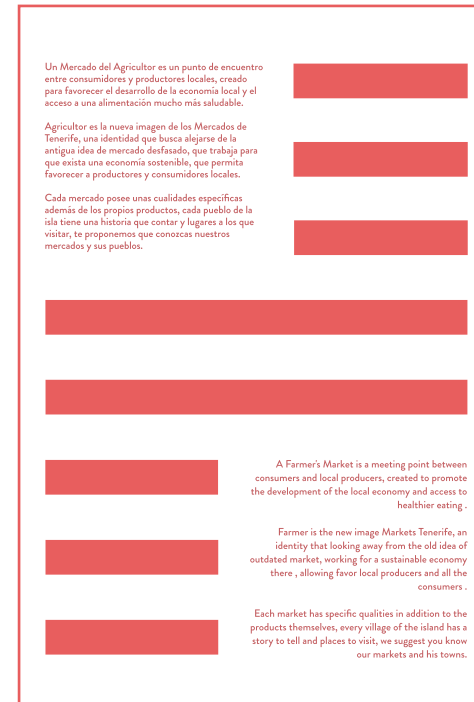 Un Mercado del Agricultor es un punto de encuentro
entre consumidores y productores locales, creado
para favorecer el desarrollo de la economía local y el
acceso a una alimentación mucho más saludable.
Agricultor es la nueva imagen de los Mercados de
Tenerife, una identidad que busca alejarse de la
antigua idea de mercado desfasado, que trabaja para
que exista una economía sostenible, que permita
favorecer a productores y consumidores locales.
Cada mercado posee unas cualidades específicas
además de los propios productos, cada pueblo de la
isla tiene una historia que contar y lugares a los que
visitar, te proponemos que conozcas nuestros
mercados y sus pueblos.
A Farmer's Market is a meeting point between
consumers and local producers, created to promote
the development of the local economy and access to
healthier eating .
Farmer is the new image Markets Tenerife, an
identity that looking away from the old idea of
outdated market, working for a sustainable economy
there , allowing favor local producers and all the
consumers .
Each market has specific qualities in addition to the
products themselves, every village of the island has a
story to tell and places to visit, we suggest you know
our markets and his towns.